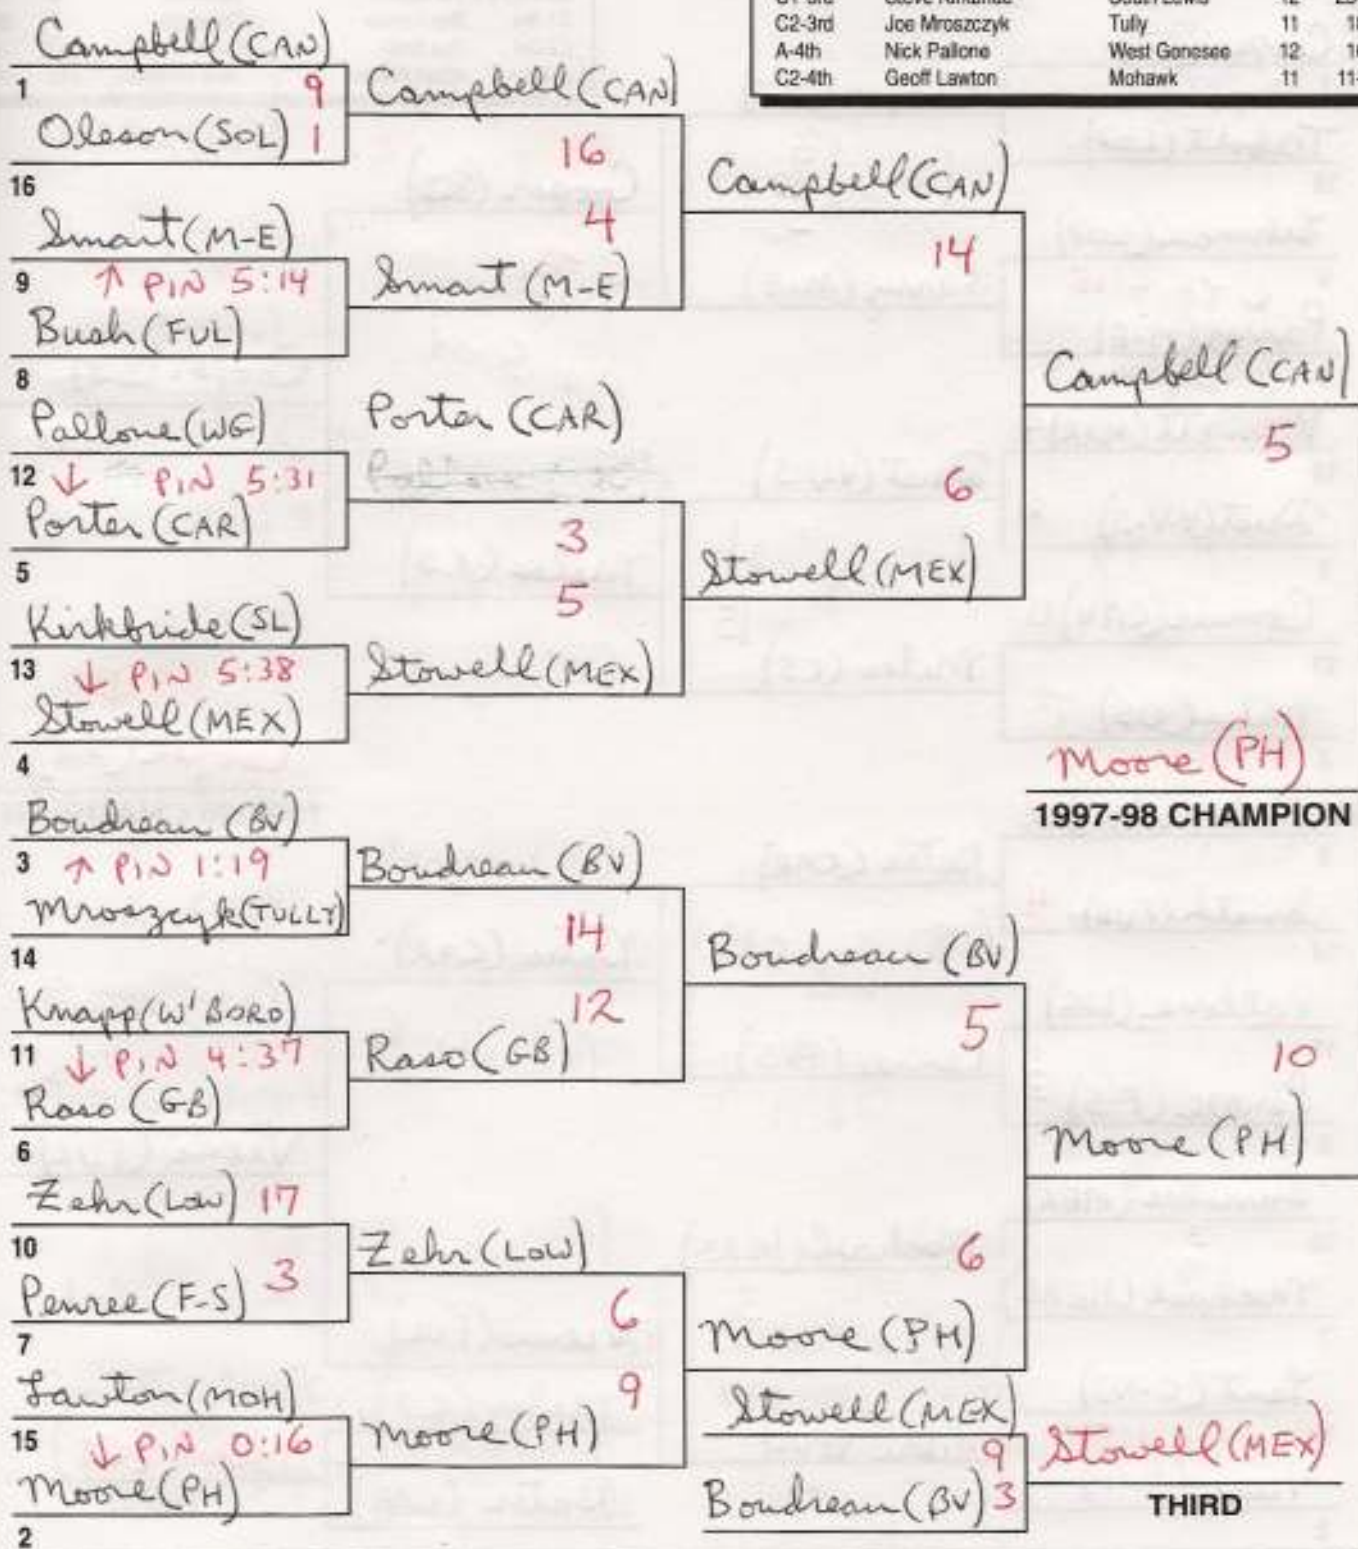 C2-3rd Joe Mroszczyk Tully 11
A-4th Nick Pallone West Genesee 12
C2-4th Geoff Lawton Mohawk 11
Campbell (CAN)
1 9
Oleson (SOL) 1
16
Smart (M-E)
9 ↑ PIN 5:14
Bush (FUL)
8
Pallone (WG)
12 ↓ PIN 5:31
Porter (CAR)
5
Kirkbride (SL)
13 ↓ PIN 5:38
Stowell (MEX)
4
Boudreau (BV)
3 ↑ PIN 1:19
Mroszcyk (TULLY)
14
Knapp (W'BORO)
11 ↓ PIN 4:37
Raso (GB)
6
Zehr (LOW) 17
10
Penree (F-S) 3
7
Lawton (MOH)
15 ↓ PIN 0:16
Moore (PH)
2
Campbell (CAN)
16
4
Smart (M-E)
Porter (CAR)
3
5
Stowell (MEX)
Boudreau (BV)
14
12
Raso (GB)
Zehr (LOW)
6
9
Moore (PH)
Campbell (CAN)
14
6
Stowell (MEX)
Boudreau (BV)
5
6
Moore (PH)
Campbell (CAN)
5
10
Moore (PH)
Moore (PH)
1997-98 CHAMPION
Stowell (MEX)
9
Boudreau (BV) 3
Stowell (MEX)
THIRD